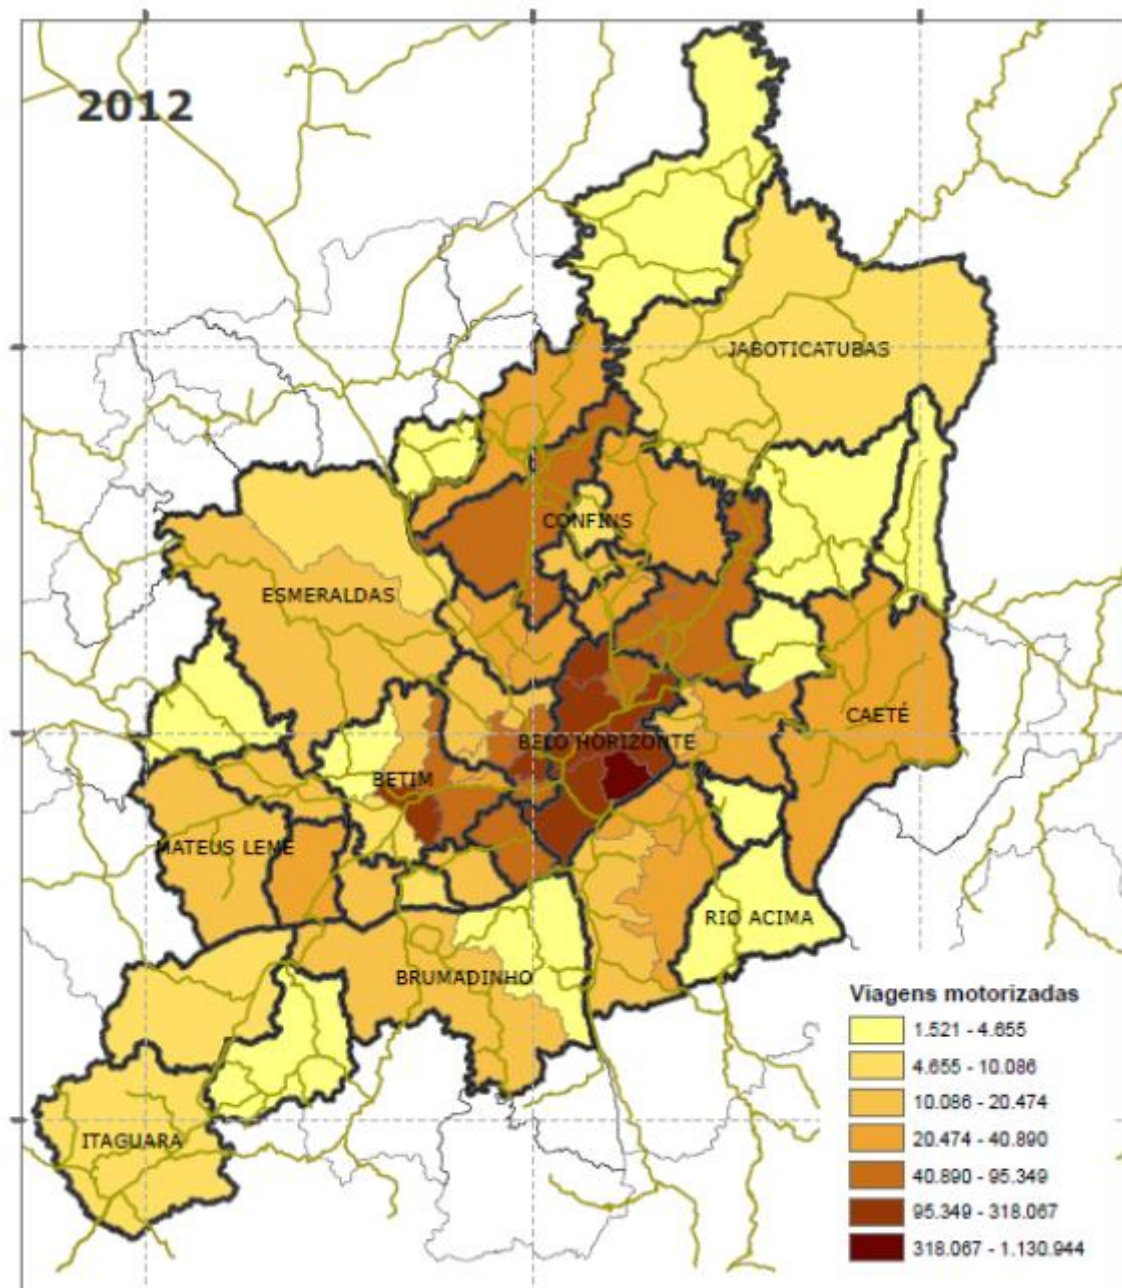 2012
JABOTICATUBAS
CONFINS
ESMERALDAS
CAETÉ
BELO HORIZONTE
BETIM
MATEUS LEME
RIO ACIMA
BRUMADINHO
ITAGUARA
Viagens motorizadas
1.521 - 4.655
4.655 - 10.086
10.086 - 20.474
20.474 - 40.890
40.890 - 95.349
95.349 - 318.067
318.067 - 1.130.944